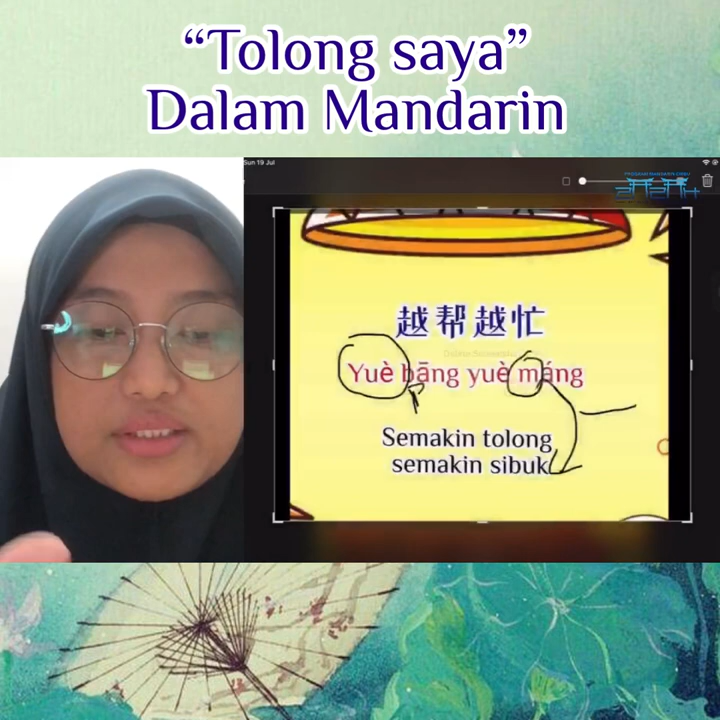 “Tolong saya”
Dalam Mandarin
Sun 19 Jul
越帮越忙
Yuè bāng yuè máng
Semakin tolong
semakin sibuk